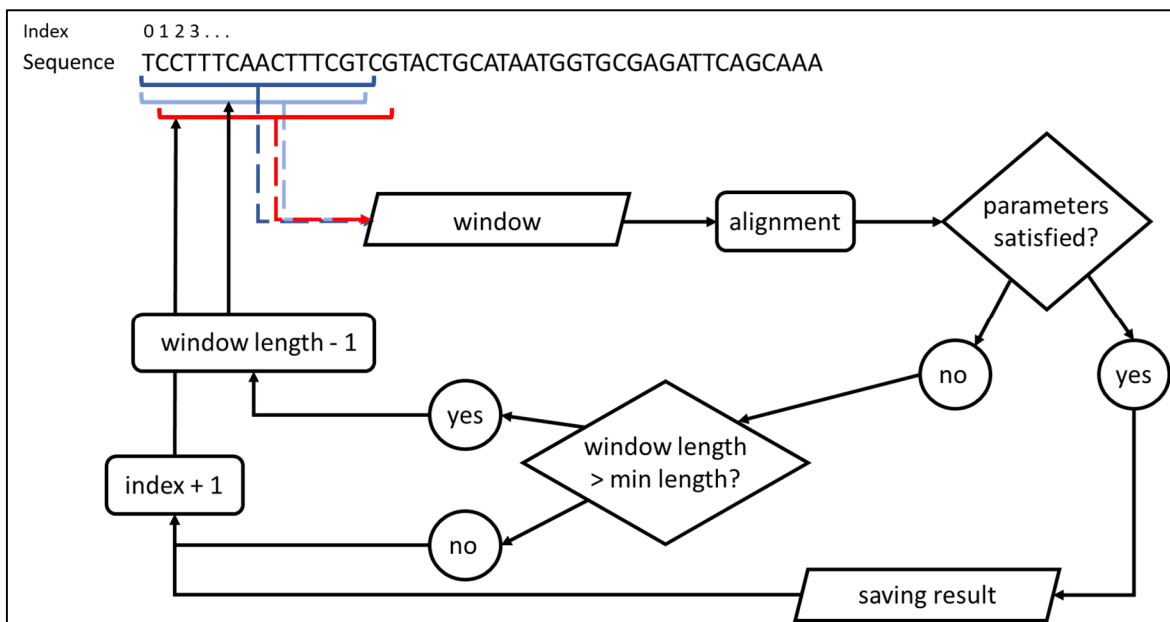 Index 0 1 2 3 . . .
Sequence TCCTTTCAACTTTCGTCGTACTGCATAATGGTGCGAGATTCAGCAAA
window
alignment
parameters
satisfied?
window length - 1
no
yes
yes
window length
> min length?
index + 1
no
saving result